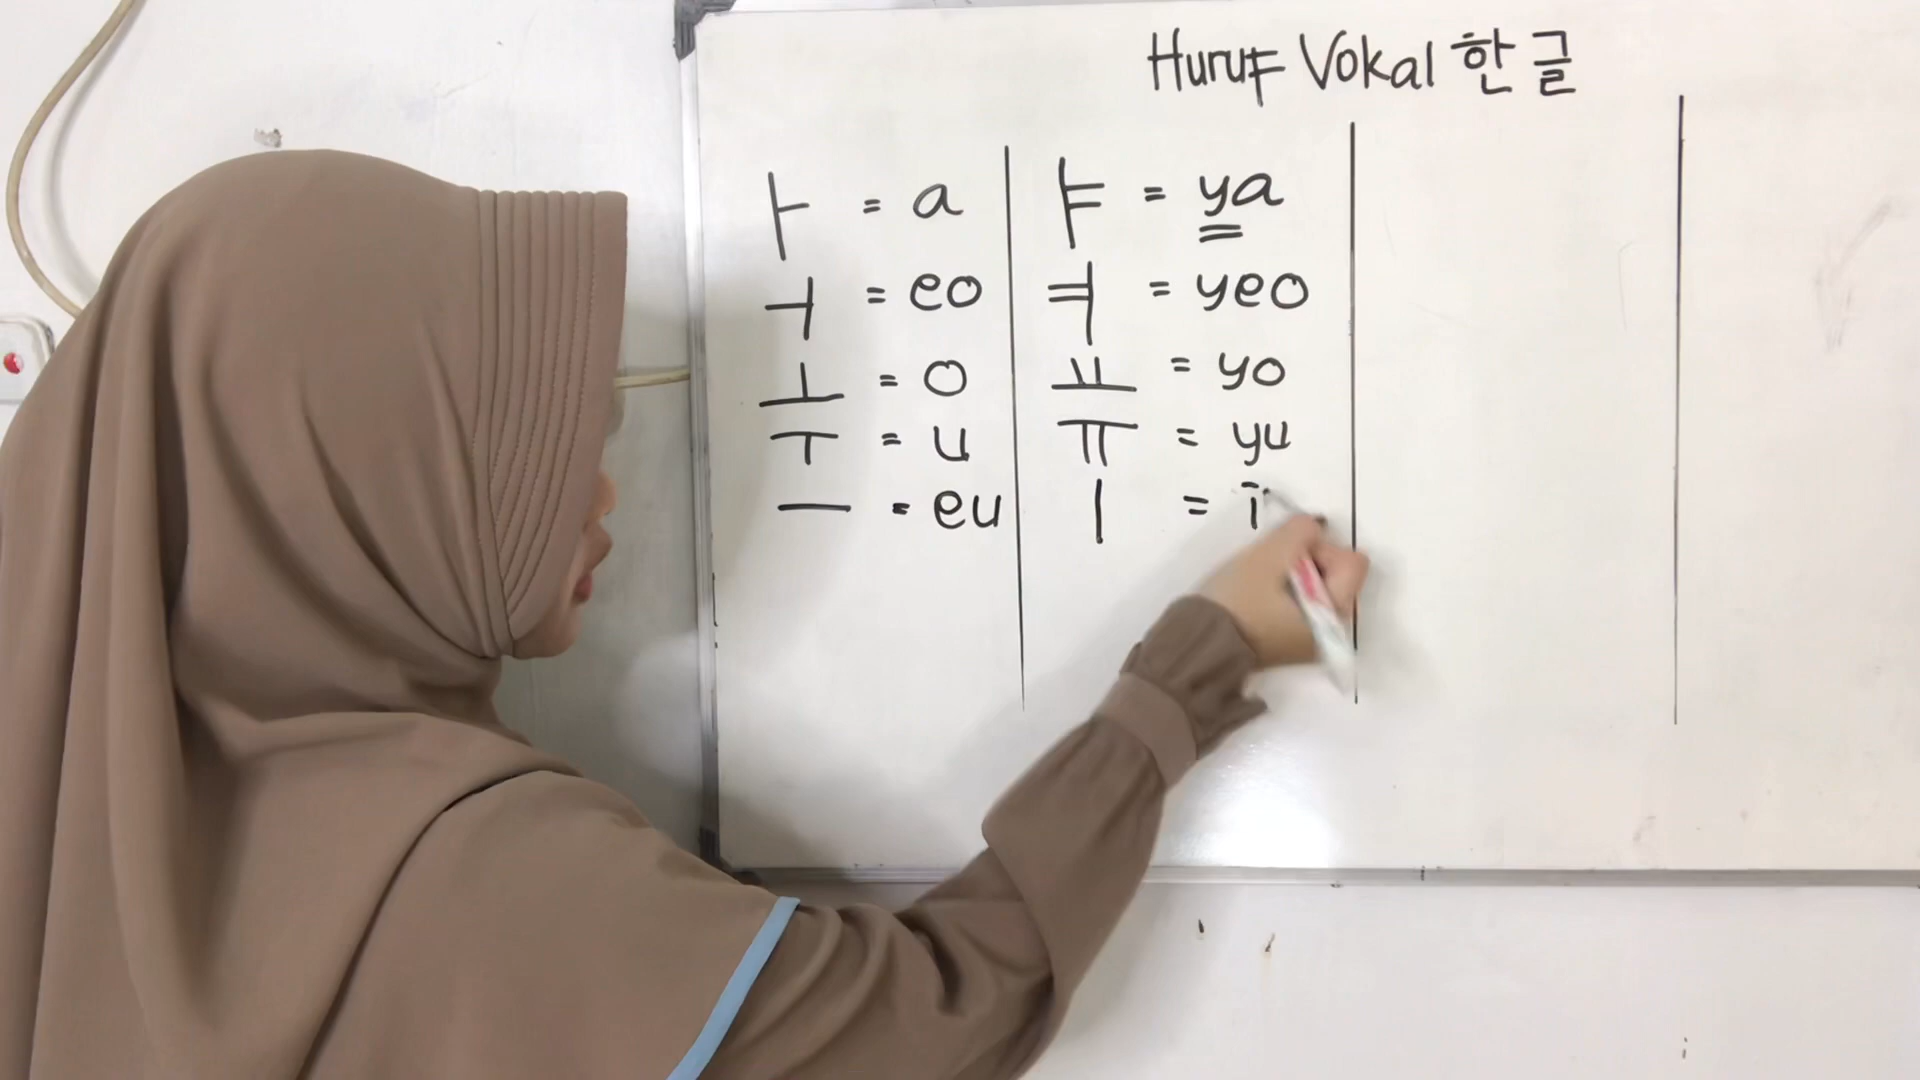 Huruf Vokal 한글
ㅏ = a
ㅓ = eo
ㅗ = o
ㅜ = u
ㅡ = eu
ㅑ = ya
ㅕ = yeo
ㅛ = yo
ㅠ = yu
ㅣ = i